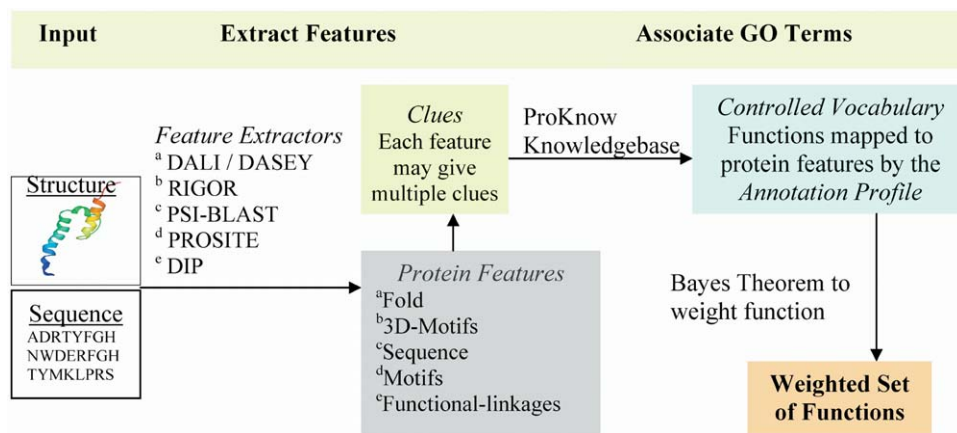 Input
Extract Features
Associate GO Terms
Structure
Sequence
ADRTYFGH
NWDERFGH
TYMKLPRS
Feature Extractors
a DALI / DASEY
b RIGOR
c PSI-BLAST
d PROSITE
e DIP
Protein Features
aFold
b3D-Motifs
cSequence
dMotifs
eFunctional-linkages
Clues
Each feature
may give
multiple clues
ProKnow
Knowledgebase
Controlled Vocabulary
Functions mapped to
protein features by the
Annotation Profile
Bayes Theorem to
weight function
Weighted Set
of Functions